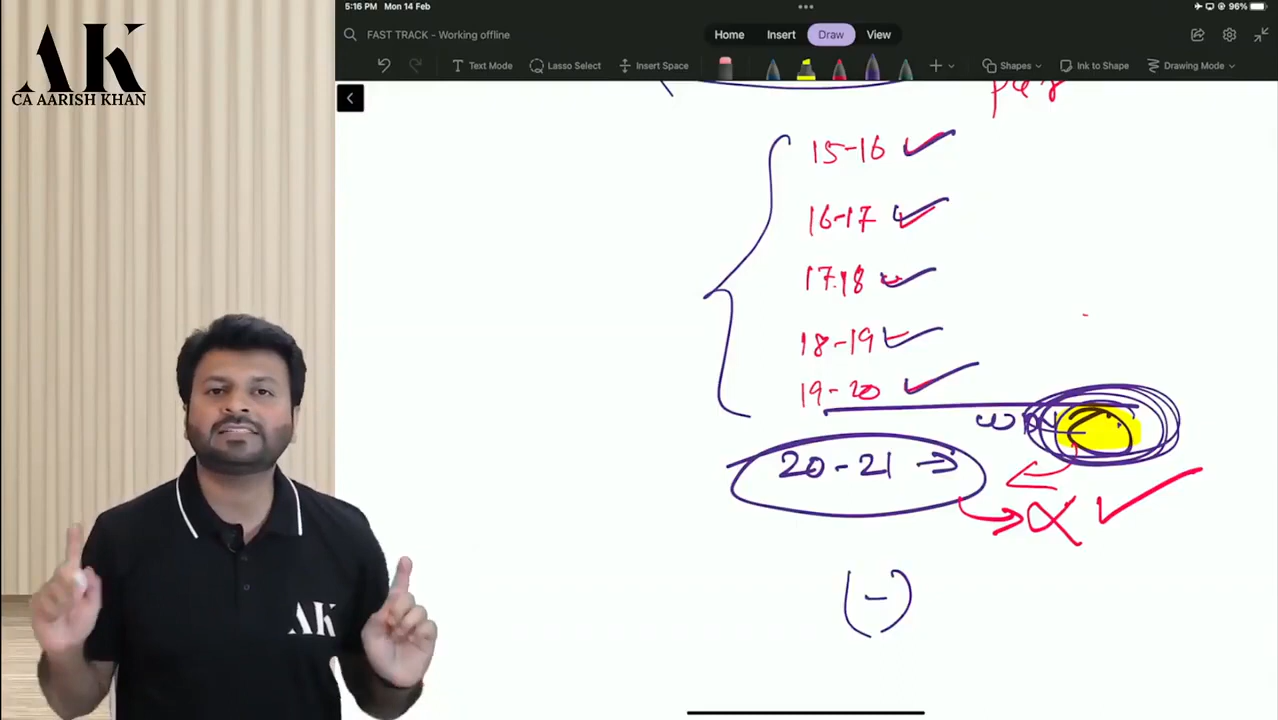 5:16 PM Mon 14 Feb
96%
AK
CA AARISH KHAN
FAST TRACK - Working offline
Home Insert Draw View
Text Mode Lasso Select Insert Space Shapes Ink to Shape Drawing Mode
15-16
16-17
17.18
18-19
19-20
WDV
20-21 →
(-)
AK